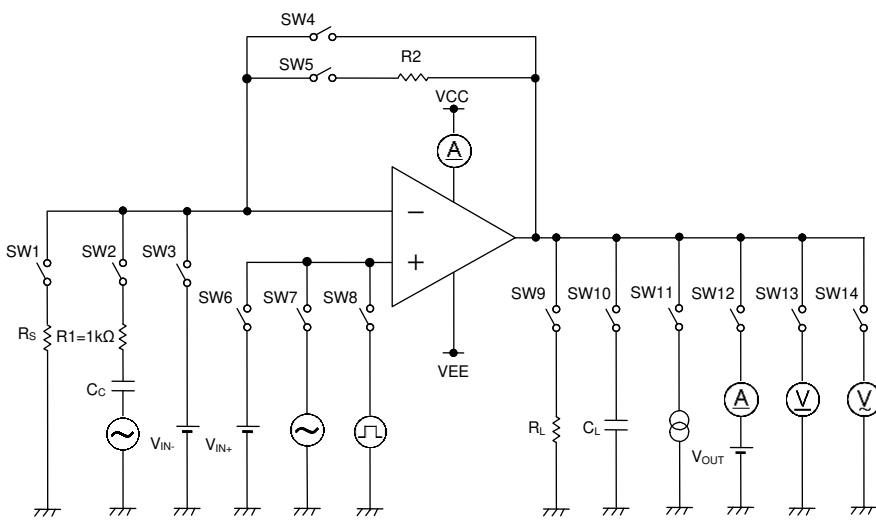 SW4
SW5
R2
VCC
A
−
+
SW1
SW2
SW3
SW6
SW7
SW8
SW9
SW10
SW11
SW12
SW13
SW14
VEE
RS
R1=1kΩ
CC
VIN-
VIN+
RL
CL
VOUT
A
V
V